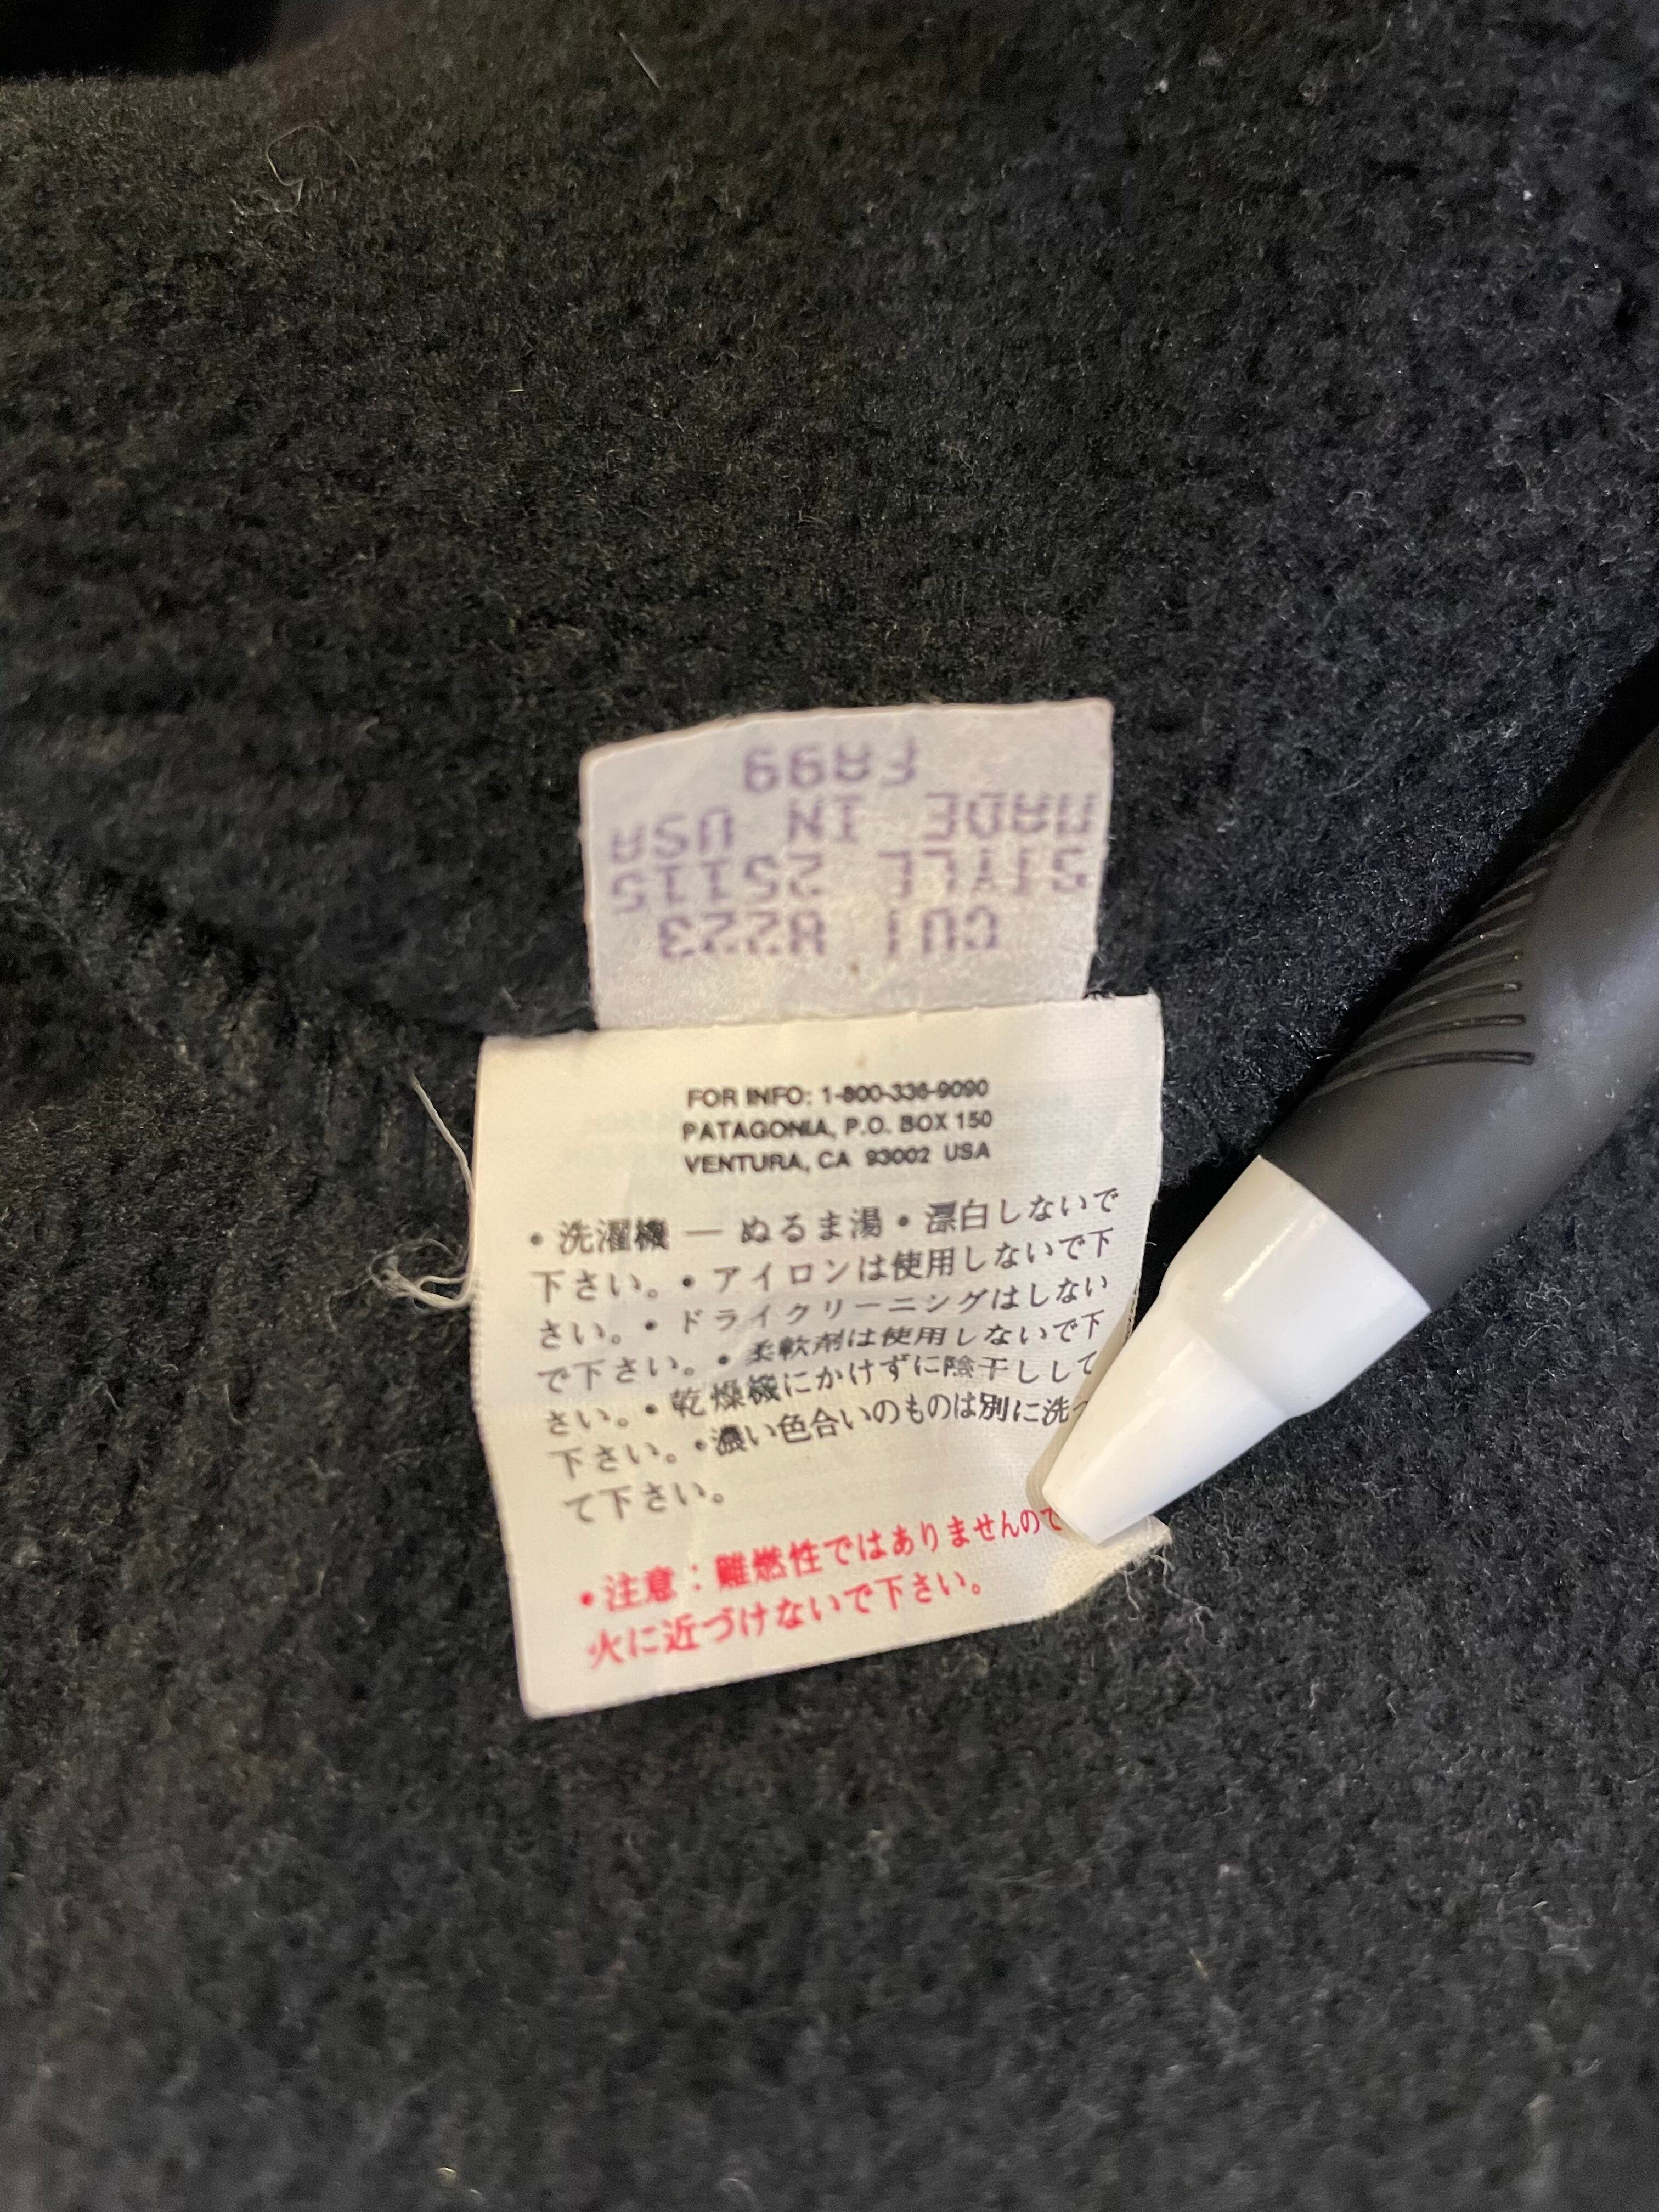 CUT
STYLE 25115
MADE IN USA
FA99
FOR INFO: 1-800-336-9090
PATAGONIA, P.O. BOX 150
VENTURA, CA 93002 USA
• 洗濯機 — ぬるま湯 • 漂白しないで
下さい。• アイロンは使用しないで下
さい。• ドライクリーニングはしない
で下さい。• 柔軟剤は使用しないで下
さい。• 乾燥機にかけずに陰干しして
下さい。•濃い色合いのものは別に洗っ
て下さい。
•注意：難燃性ではありませんので
火に近づけないで下さい。